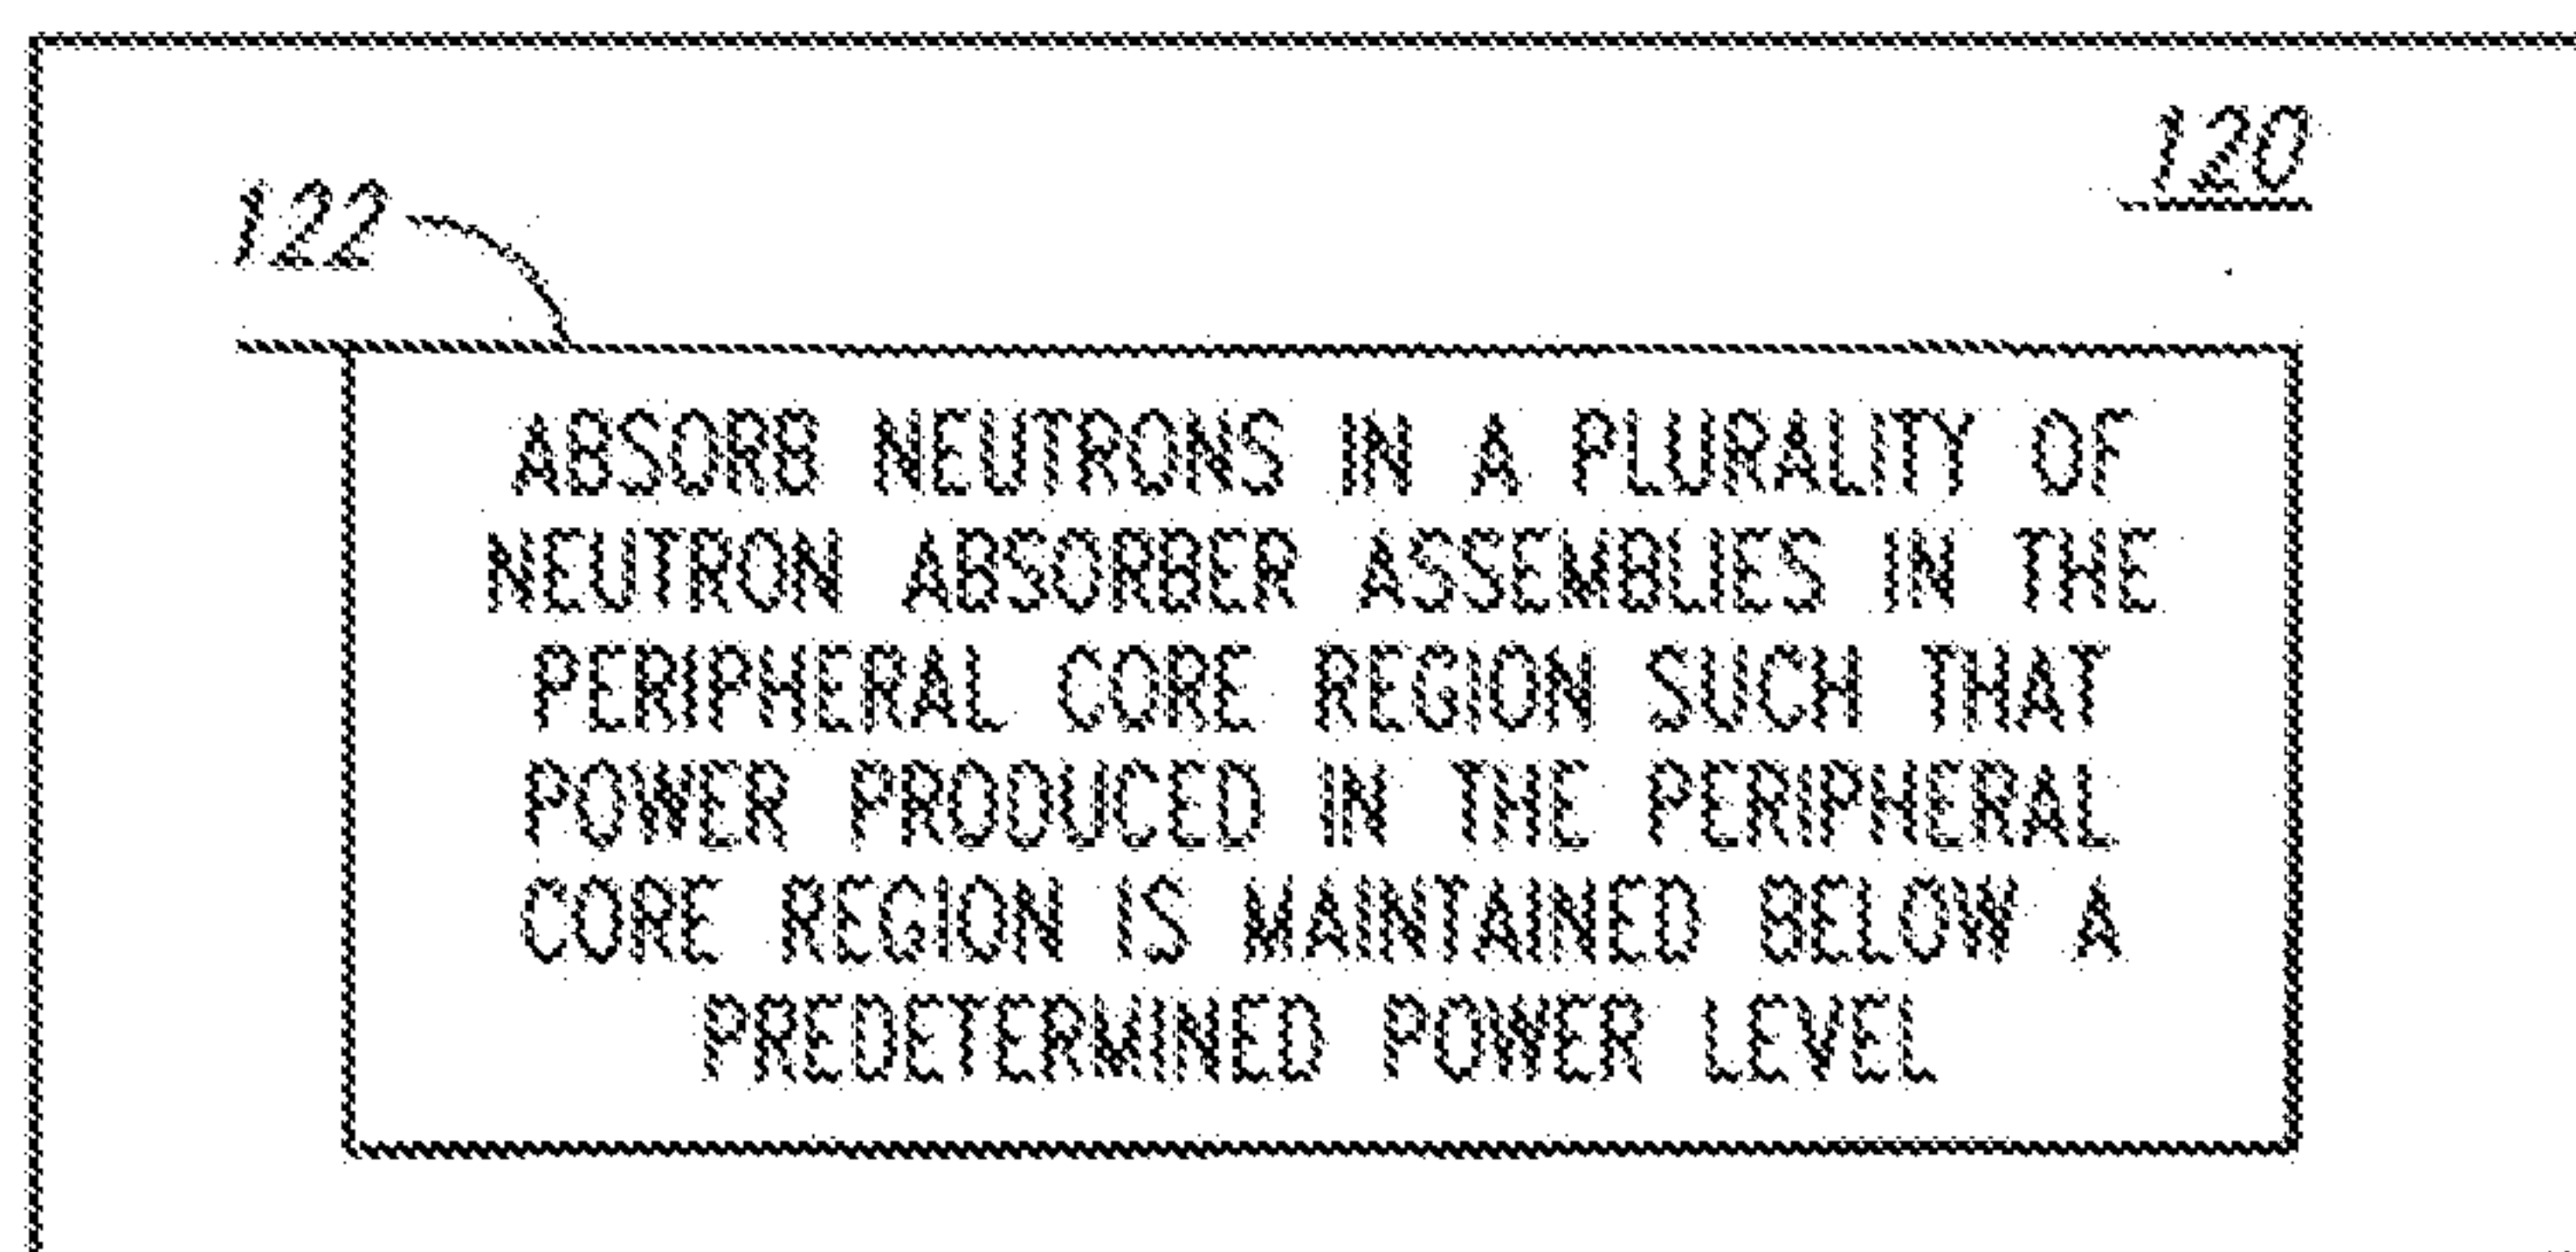 120
122
ABSORB NEUTRONS IN A PLURALITY OF
NEUTRON ABSORBER ASSEMBLIES IN THE
PERIPHERAL CORE REGION SUCH THAT
POWER PRODUCED IN THE PERIPHERAL
CORE REGION IS MAINTAINED BELOW A
PREDETERMINED POWER LEVEL